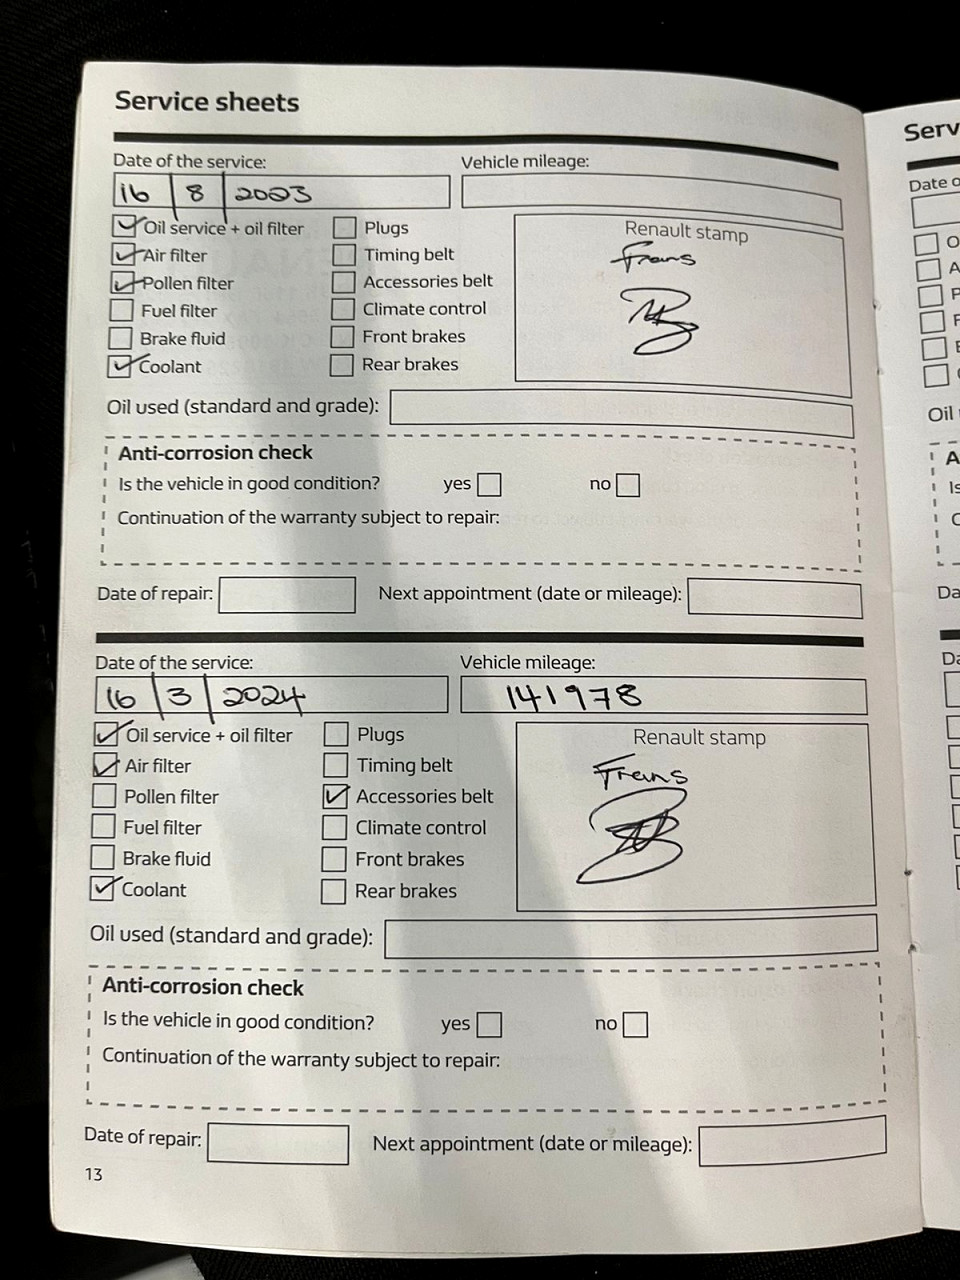 Service sheets
Date of the service:
Vehicle mileage:
16 | 8 | 2023
Oil service + oil filter
Plugs
Renault stamp
Air filter
Timing belt
Frans
Pollen filter
Accessories belt
Fuel filter
Climate control
Brake fluid
Front brakes
Coolant
Rear brakes
Oil used (standard and grade):
Anti-corrosion check
Is the vehicle in good condition?
yes
no
Continuation of the warranty subject to repair:
Date of repair:
Next appointment (date or mileage):
Date of the service:
Vehicle mileage:
16 | 3 | 2024
141978
Oil service + oil filter
Plugs
Renault stamp
Air filter
Timing belt
Frans
Pollen filter
Accessories belt
Fuel filter
Climate control
Brake fluid
Front brakes
Coolant
Rear brakes
Oil used (standard and grade):
Anti-corrosion check
Is the vehicle in good condition?
yes
no
Continuation of the warranty subject to repair:
Date of repair:
Next appointment (date or mileage):
13
Serv
Date o
Oil
A
Is
Da